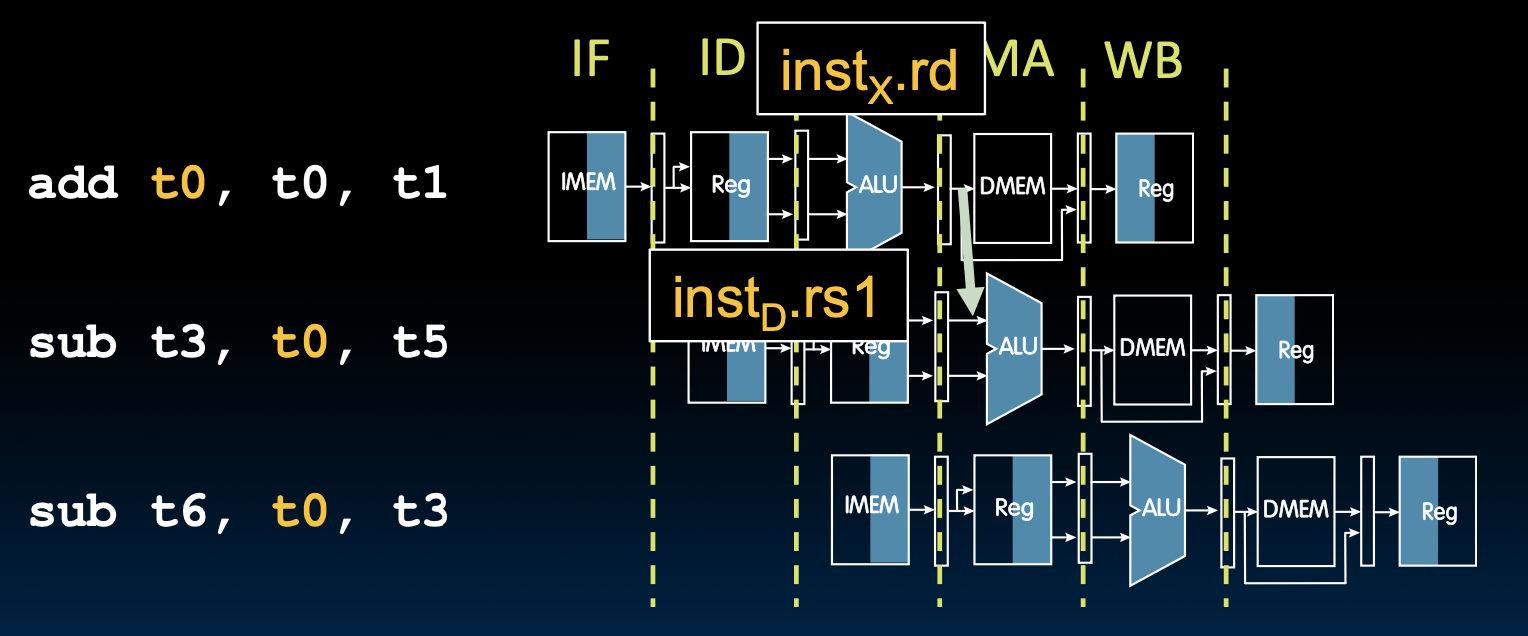 IF ID MA WB
inst_X.rd
add t0, t0, t1
IMEM Reg ALU DMEM Reg
inst_D.rs1
sub t3, t0, t5
IMEM Reg ALU DMEM Reg
sub t6, t0, t3
IMEM Reg ALU DMEM Reg